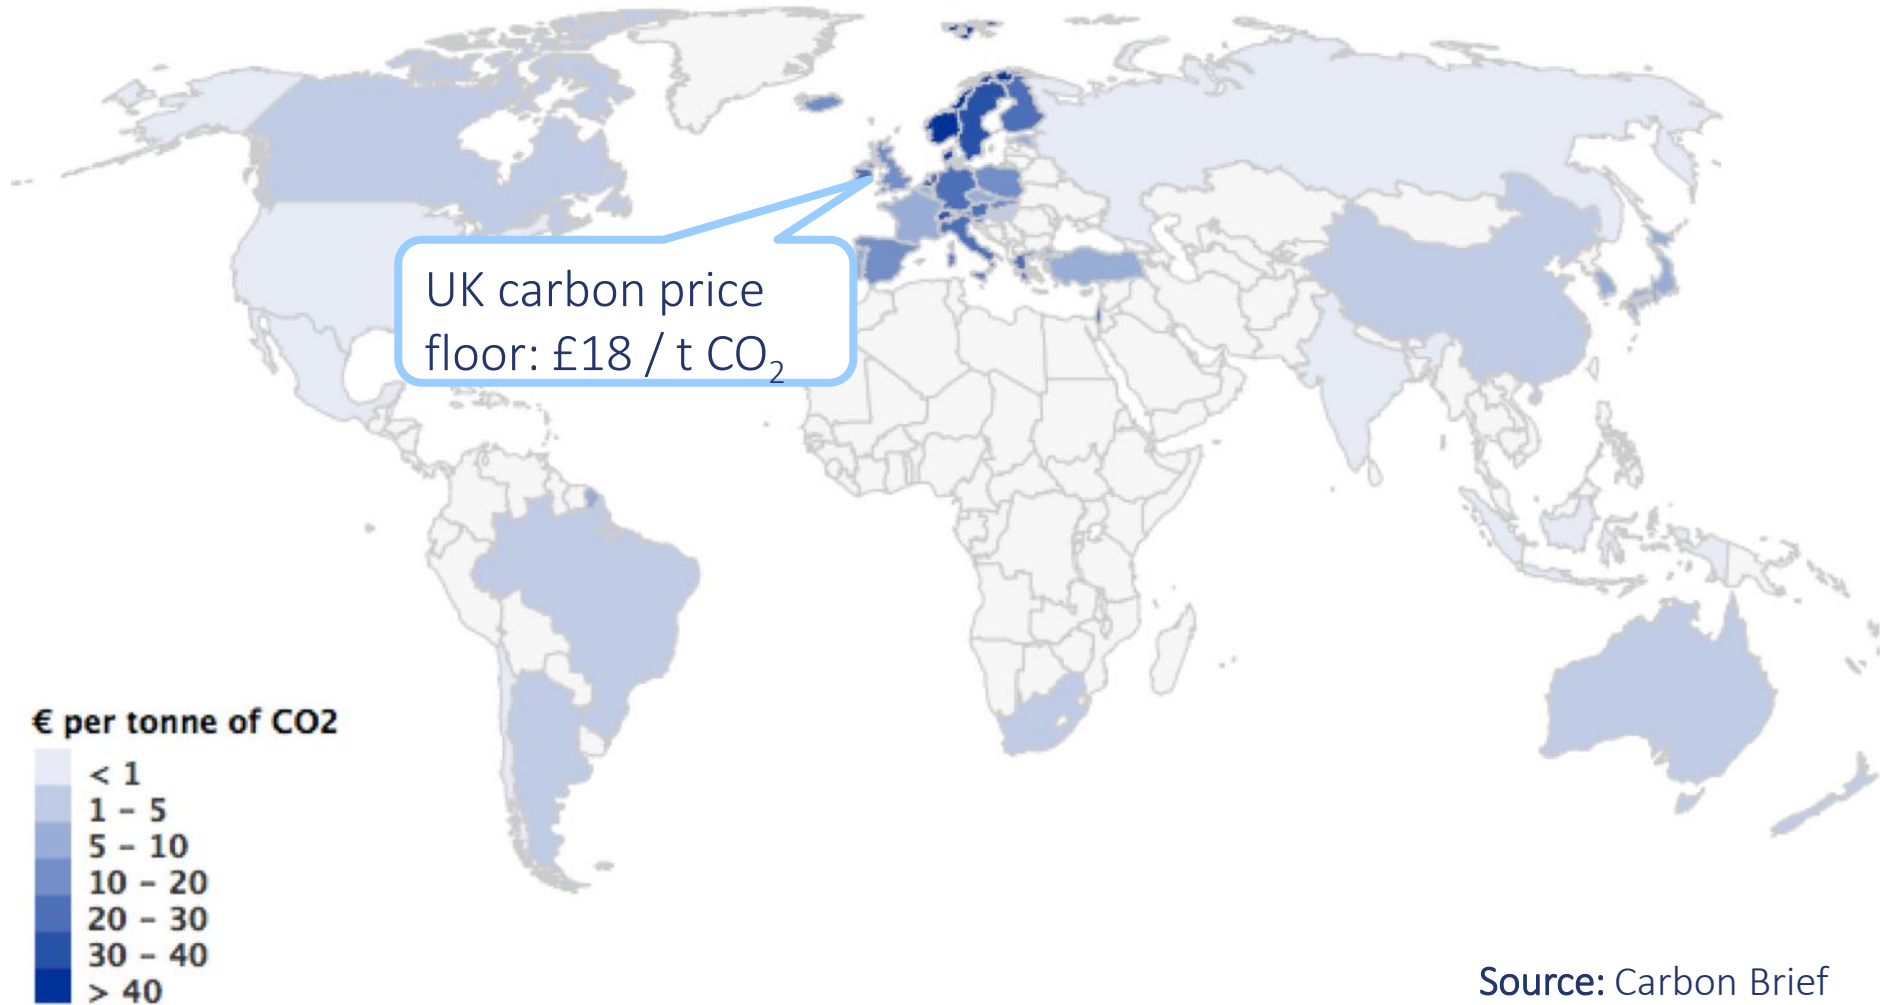 UK carbon price
floor: £18 / t CO₂
€ per tonne of CO2
< 1
1 – 5
5 – 10
10 – 20
20 – 30
30 – 40
> 40
Source: Carbon Brief